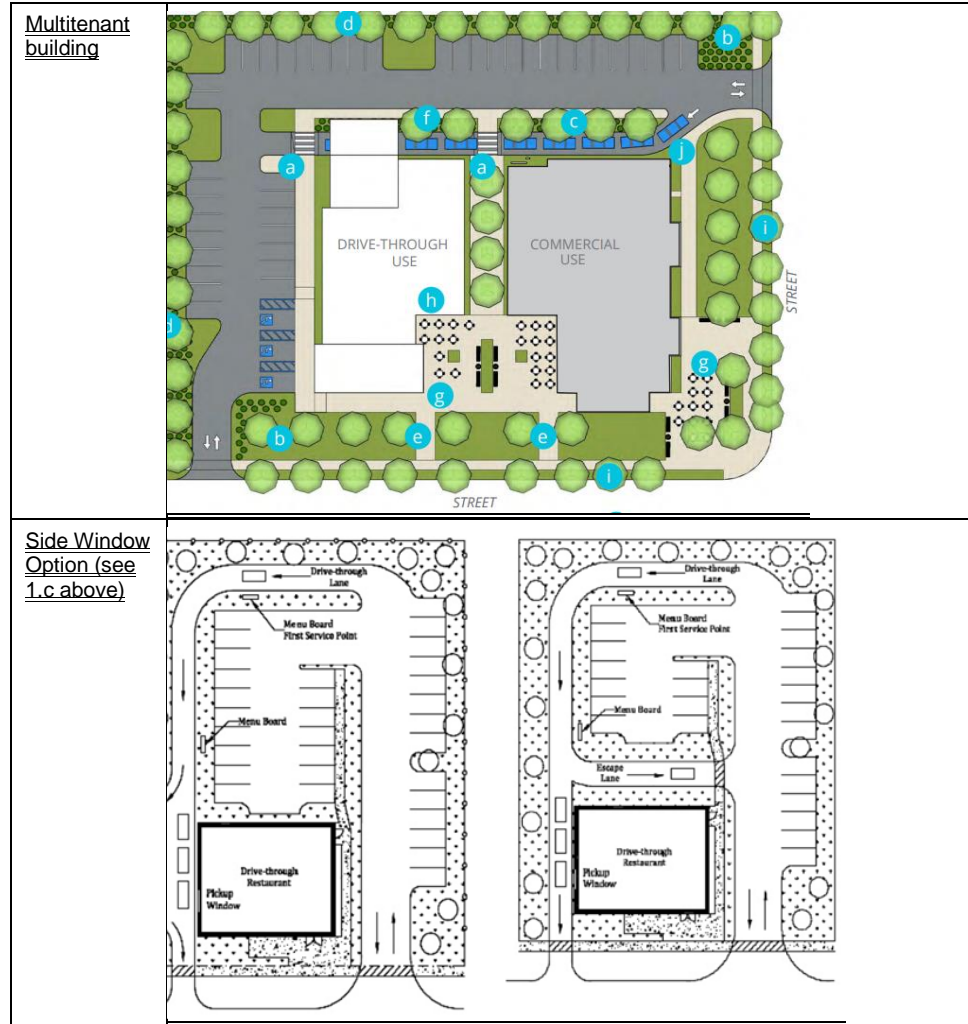 Multitenant
building
d
b
f
c
j
a
a
DRIVE-THROUGH
USE
COMMERCIAL
USE
i
STREET
h
d
g
g
b
e
e
i
STREET
Side Window
Option (see
1.c above)
Drive-through
Lane
Menu Board
First Service Point
Menu Board
Drive-through
Restaurant
Pickup
Window
Drive-through
Lane
Menu Board
First Service Point
Menu Board
Escape
Lane
Drive-through
Restaurant
Pickup
Window